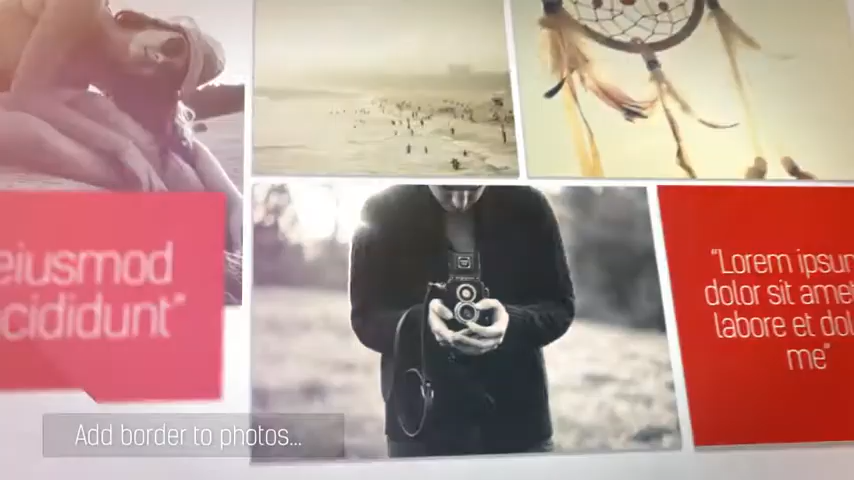 eiusmod
cididunt"
"Lorem ipsum
dolor sit amet
labore et dol
me"
Add border to photos...